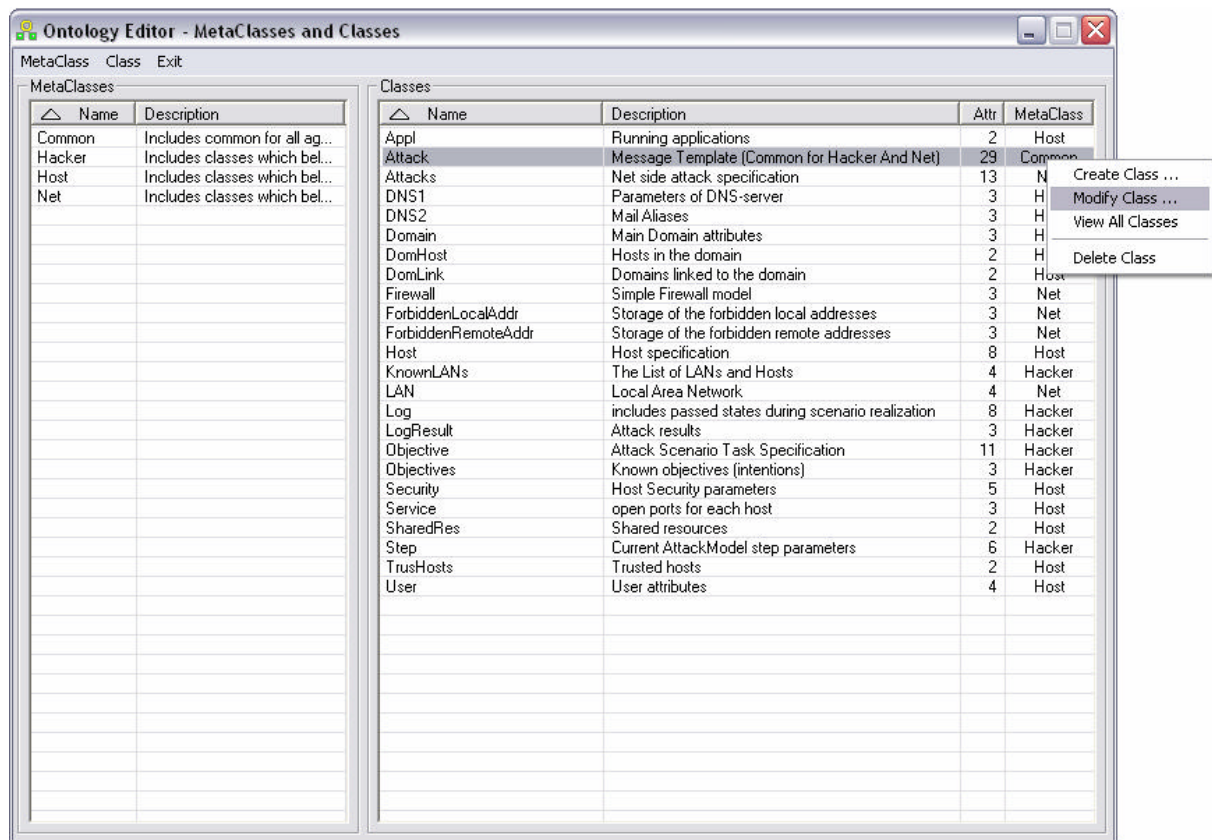 Ontology Editor - MetaClasses and Classes
MetaClass Class Exit
MetaClasses
Name Description
Common Includes common for all ag...
Hacker Includes classes which bel...
Host Includes classes which bel...
Net Includes classes which bel...
Classes
Name Description Attr MetaClass
Appl Running applications 2 Host
Attack Message Template (Common for Hacker And Net) 29 Common
Attacks Net side attack specification 13 N
DNS1 Parameters of DNS-server 3 H
DNS2 Mail Aliases 3 H
Domain Main Domain attributes 3 H
DomHost Hosts in the domain 2 H
DomLink Domains linked to the domain 2 Host
Firewall Simple Firewall model 3 Net
ForbiddenLocalAddr Storage of the forbidden local addresses 3 Net
ForbiddenRemoteAddr Storage of the forbidden remote addresses 3 Net
Host Host specification 8 Host
KnownLANs The List of LANs and Hosts 4 Hacker
LAN Local Area Network 4 Net
Log includes passed states during scenario realization 8 Hacker
LogResult Attack results 3 Hacker
Objective Attack Scenario Task Specification 11 Hacker
Objectives Known objectives (intentions) 3 Hacker
Security Host Security parameters 5 Host
Service open ports for each host 3 Host
SharedRes Shared resources 2 Host
Step Current AttackModel step parameters 6 Hacker
TrusHosts Trusted hosts 2 Host
User User attributes 4 Host
Create Class ...
Modify Class ...
View All Classes
Delete Class